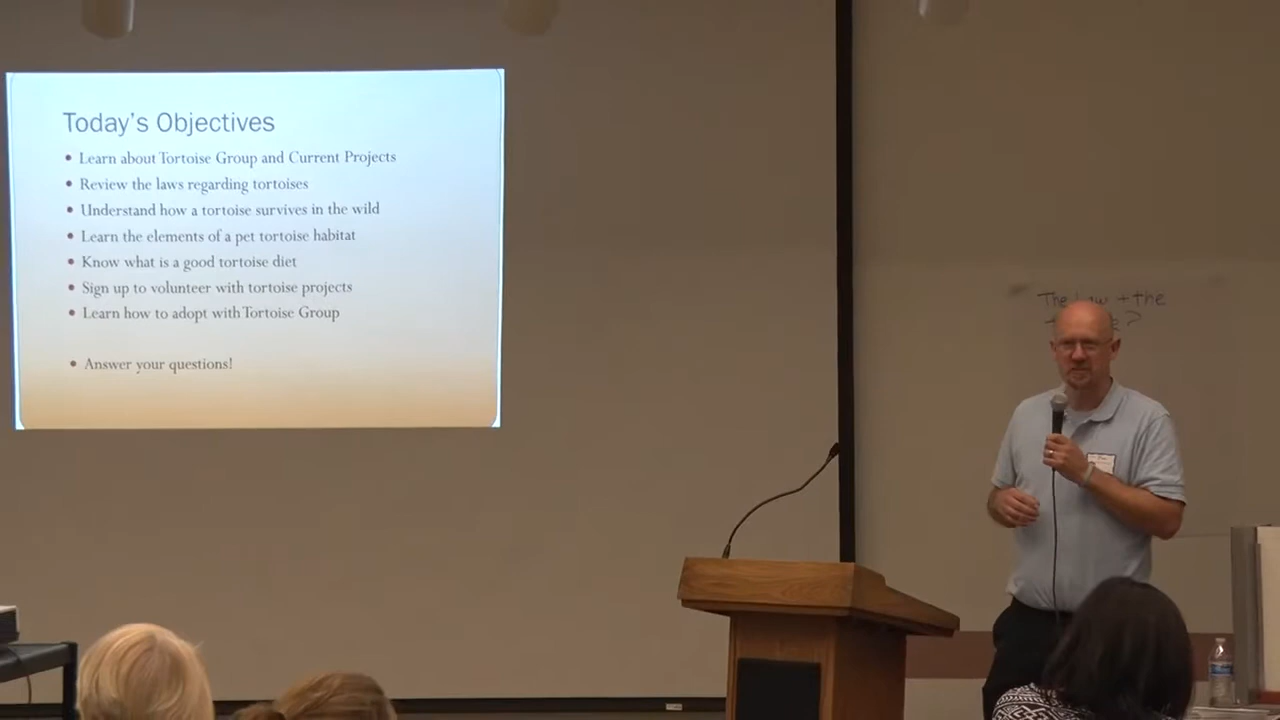 Today's Objectives
• Learn about Tortoise Group and Current Projects
• Review the laws regarding tortoises
• Understand how a tortoise survives in the wild
• Learn the elements of a pet tortoise habitat
• Know what is a good tortoise diet
• Sign up to volunteer with tortoise projects
• Learn how to adopt with Tortoise Group
• Answer your questions!
The + the
?